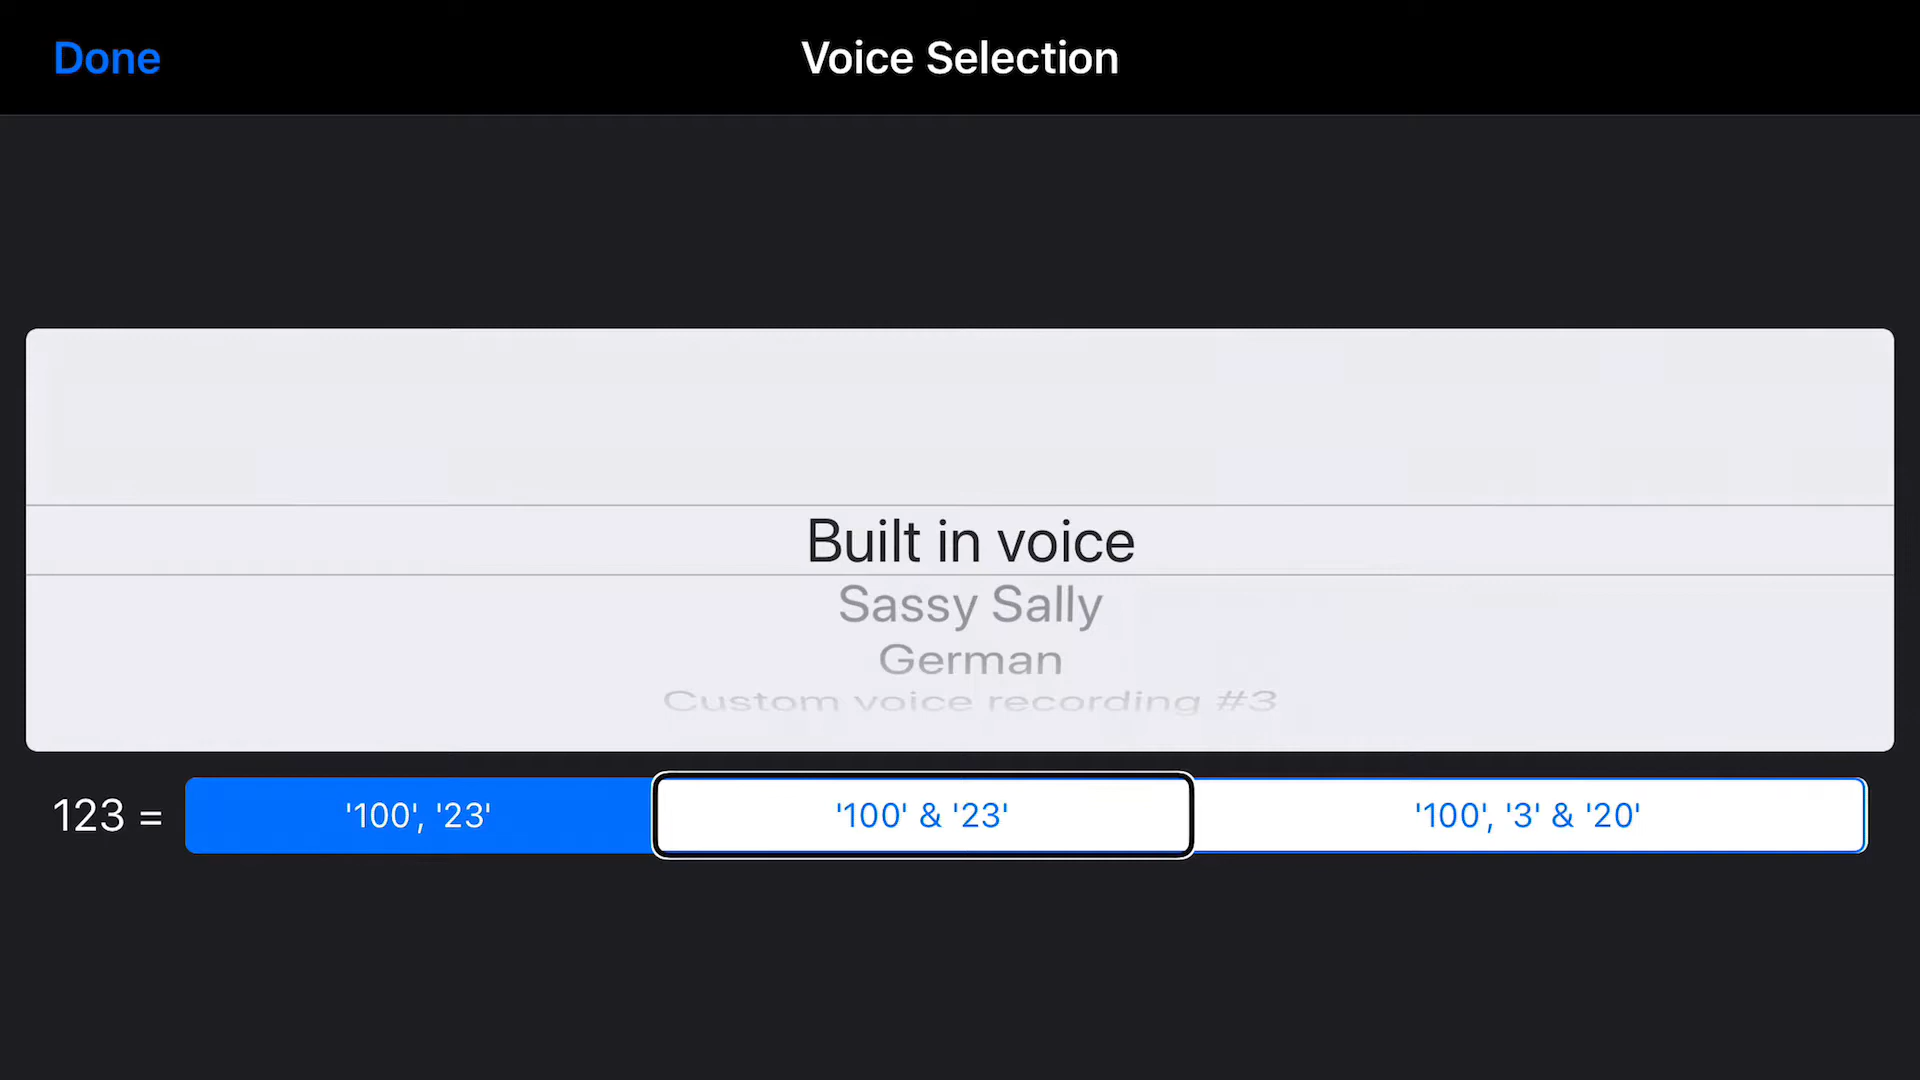 Done
Voice Selection
Built in voice
Sassy Sally
German
Custom voice recording #3
123 =
'100', '23'
'100' & '23'
'100', '3' & '20'